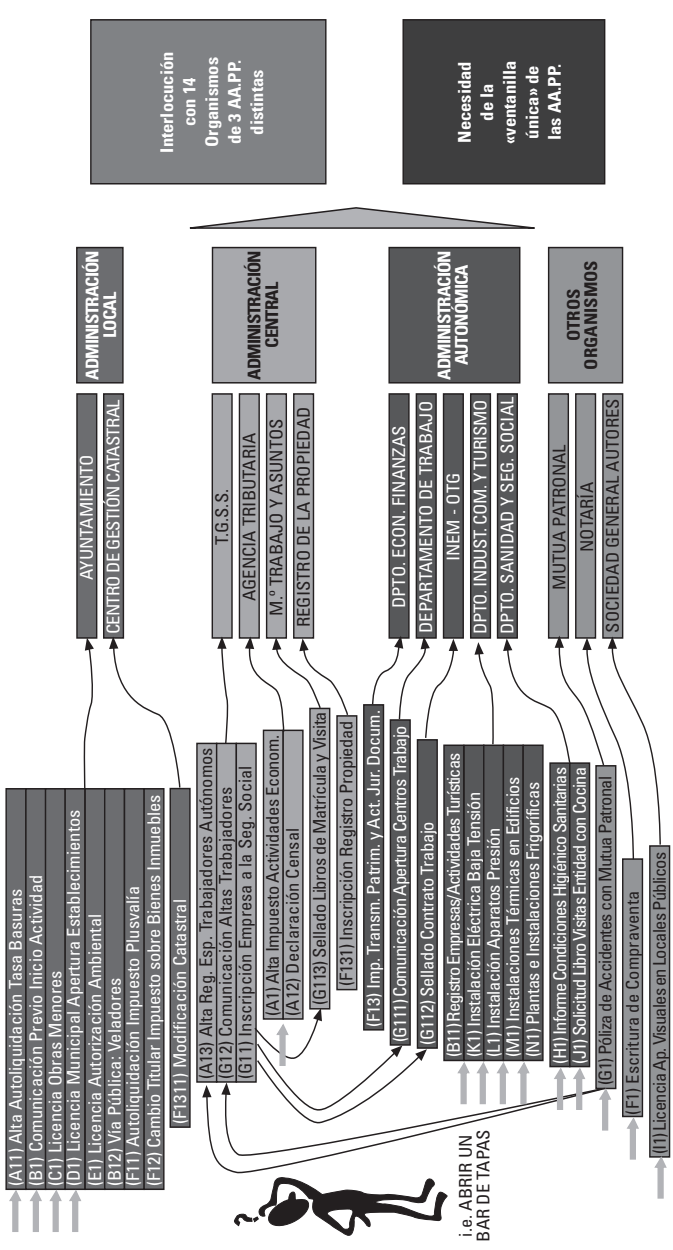 (A11) Alta Autoliquidación Tasa Basuras
(B1) Comunicación Previo Inicio Actividad
(C1) Licencia Obras Menores
(D1) Licencia Municipal Apertura Establecimientos
(E1) Licencia Autorización Ambiental
(B12) Vía Pública: Veladores
(F11) Autoliquidación Impuesto Plusvalía
(F12) Cambio Titular Impuesto sobre Bienes Inmuebles
(F1311) Modificación Catastral
(A13) Alta Reg. Esp. Trabajadores Autónomos
(G12) Comunicación Altas Trabajadores
(G11) Inscripción Empresa a la Seg. Social
(A1) Alta Impuesto Actividades Econom.
(A12) Declaración Censal
(G113) Sellado Libros de Matrícula y Visita
(F131) Inscripción Registro Propiedad
(F13) Imp. Transm. Patrim. y Act. Jur. Docum.
(G111) Comunicación Apertura Centros Trabajo
(G112) Sellado Contrato Trabajo
(B11) Registro Empresas/Actividades Turísticas
(K1) Instalación Eléctrica Baja Tensión
(L1) Instalación Aparatos Presión
(M1) Instalaciones Térmicas en Edificios
(N1) Plantas e Instalaciones Frigoríficas
(H1) Informe Condiciones Higiénico Sanitarias
(J1) Solicitud Libro Visitas Entidad con Cocina
(G1) Póliza de Accidentes con Mutua Patronal
(F1) Escritura de Compraventa
(I1) Licencia Ap. Visuales en Locales Públicos
¿?
i.e. ABRIR UN
BAR DE TAPAS
AYUNTAMIENTO
CENTRO DE GESTIÓN CATASTRAL
T.G.S.S.
AGENCIA TRIBUTARIA
M.º TRABAJO Y ASUNTOS
REGISTRO DE LA PROPIEDAD
DPTO. ECON. FINANZAS
DEPARTAMENTO DE TRABAJO
INEM - OTG
DPTO. INDUST. COM. Y TURISMO
DPTO. SANIDAD Y SEG. SOCIAL
MUTUA PATRONAL
NOTARÍA
SOCIEDAD GENERAL AUTORES
ADMINISTRACIÓN
LOCAL
ADMINISTRACIÓN
CENTRAL
ADMINISTRACIÓN
AUTONÓMICA
OTROS
ORGANISMOS
Interlocución
con 14
Organismos
de 3 AA.PP.
distintas
Necesidad
de la
«ventanilla
única» de
las AA.PP.